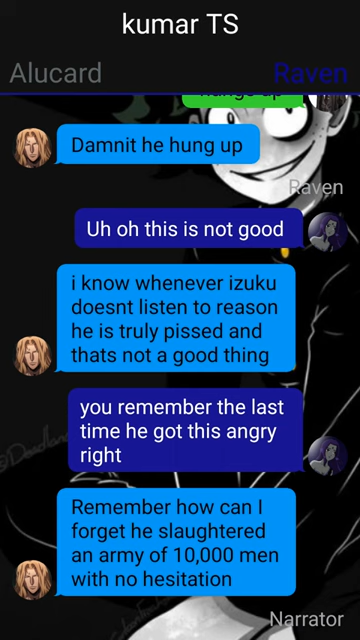 kumar TS
Alucard
Raven
hangs up
Damnit he hung up
Raven
Uh oh this is not good
i know whenever izuku
doesnt listen to reason
he is truly pissed and
thats not a good thing
you remember the last
time he got this angry
right
Remember how can I
forget he slaughtered
an army of 10,000 men
with no hesitation
Narrator